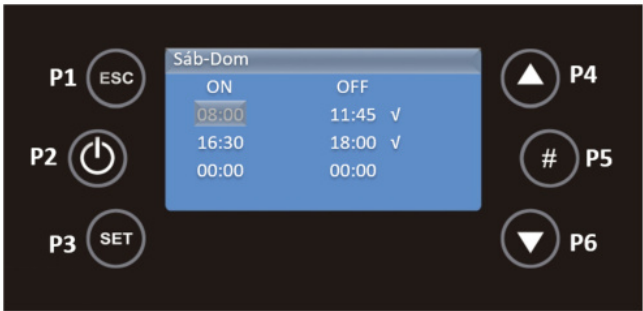 Sáb-Dom
ON OFF
08:00 11:45 √
16:30 18:00 √
00:00 00:00
P1 ESC
P2
P3 SET
P4
# P5
P6